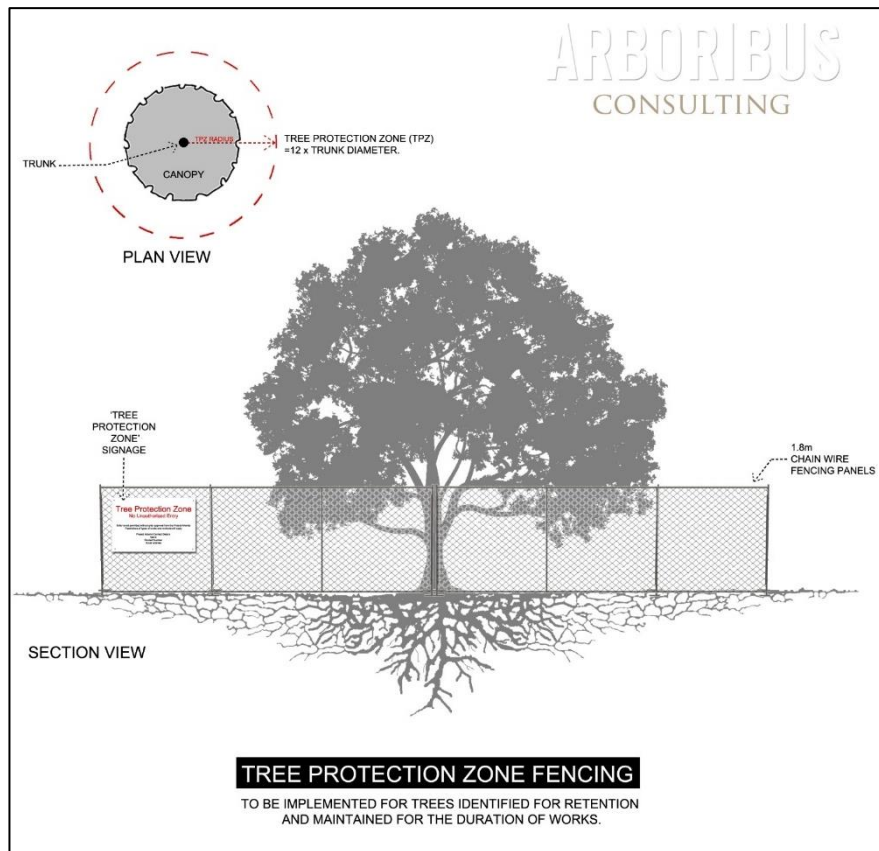 ARBORIBUS
CONSULTING
TPZ RADIUS
TREE PROTECTION ZONE (TPZ)
=12 x TRUNK DIAMETER.
TRUNK
CANOPY
PLAN VIEW
'TREE
PROTECTION
ZONE'
SIGNAGE
1.8m
CHAIN WIRE
FENCING PANELS
Tree Protection Zone
No Unauthorised Entry
SECTION VIEW
TREE PROTECTION ZONE FENCING
TO BE IMPLEMENTED FOR TREES IDENTIFIED FOR RETENTION
AND MAINTAINED FOR THE DURATION OF WORKS.